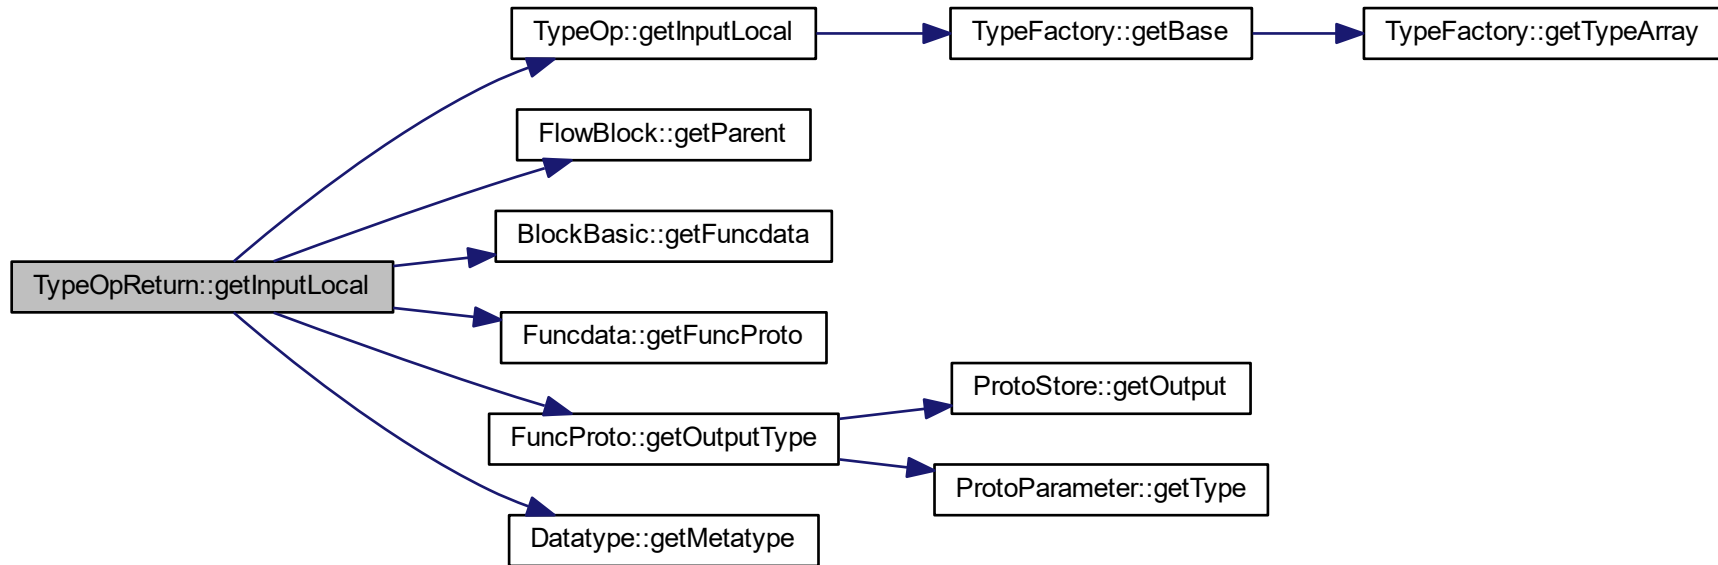 TypeOp::getInputLocal
TypeFactory::getBase
TypeFactory::getTypeArray
FlowBlock::getParent
BlockBasic::getFuncdata
TypeOpReturn::getInputLocal
Funcdata::getFuncProto
ProtoStore::getOutput
FuncProto::getOutputType
ProtoParameter::getType
Datatype::getMetatype